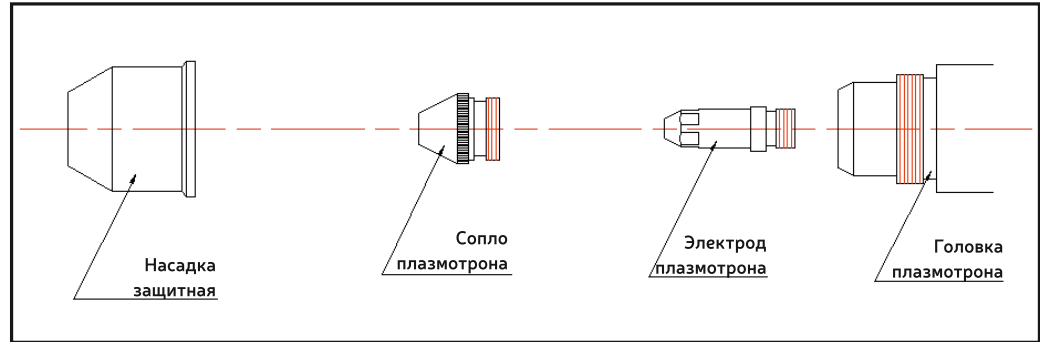 Насадка
защитная
Сопло
плазмотрона
Электрод
плазмотрона
Головка
плазмотрона